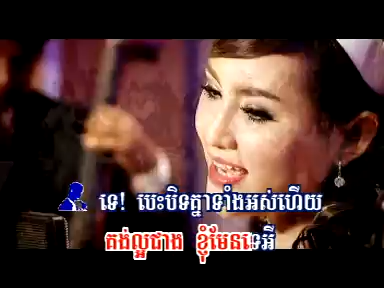 ទេ! បេះបិទគ្នាទាំងអស់ហើយ
គង់ល្អជាង ខ្ញុំមែនទេអី